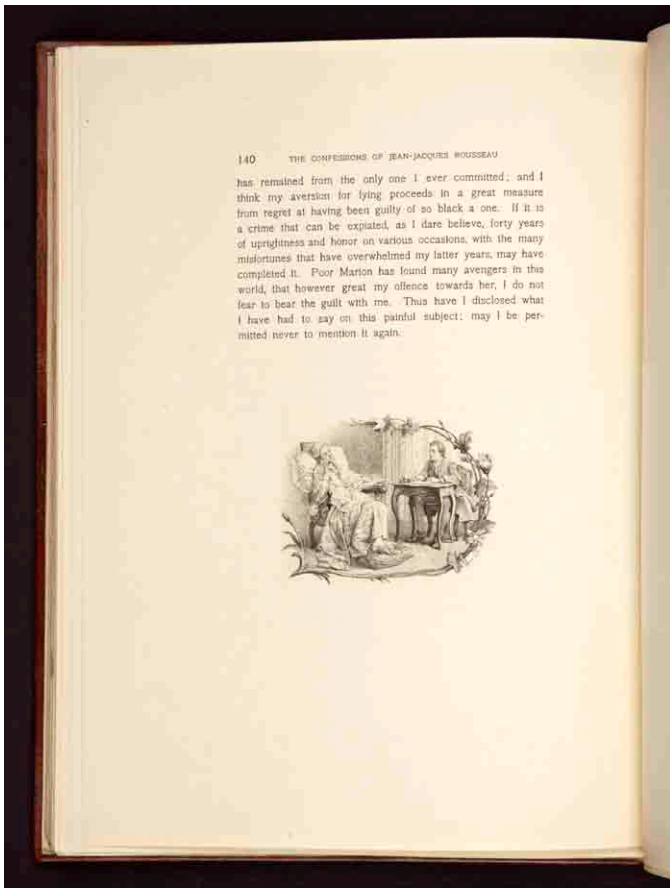 140 THE CONFESSIONS OF JEAN-JACQUES ROUSSEAU
has remained from the only one I ever committed; and I
think my aversion for lying proceeds in a great measure
from regret at having been guilty of so black a one. If it is
a crime that can be expiated, as I dare believe, forty years
of uprightness and honor on various occasions, with the many
misfortunes that have overwhelmed my latter years, may have
completed it. Poor Marion has found many avengers in this
world, that however great my offence towards her, I do not
fear to bear the guilt with me. Thus have I disclosed what
I have had to say on this painful subject; may I be per-
mitted never to mention it again.